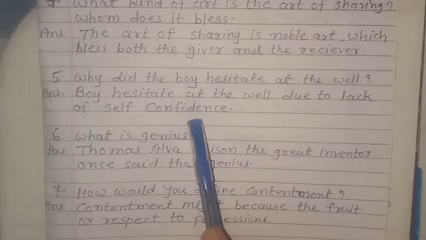 What kind of art is the art of sharing?
whom does it bless.
Ans The art of sharing is noble art, which
bless both the giver and the reciever
5 why did the boy hesitate at the well?
Ans. Boy hesitate at the well due to lack
of self Confidence.
6 what is genius
Ans Thomas Alva the great inventor
once said genius.
7 How would you Contentment?
Ans Contentment because the fruit
or respect to